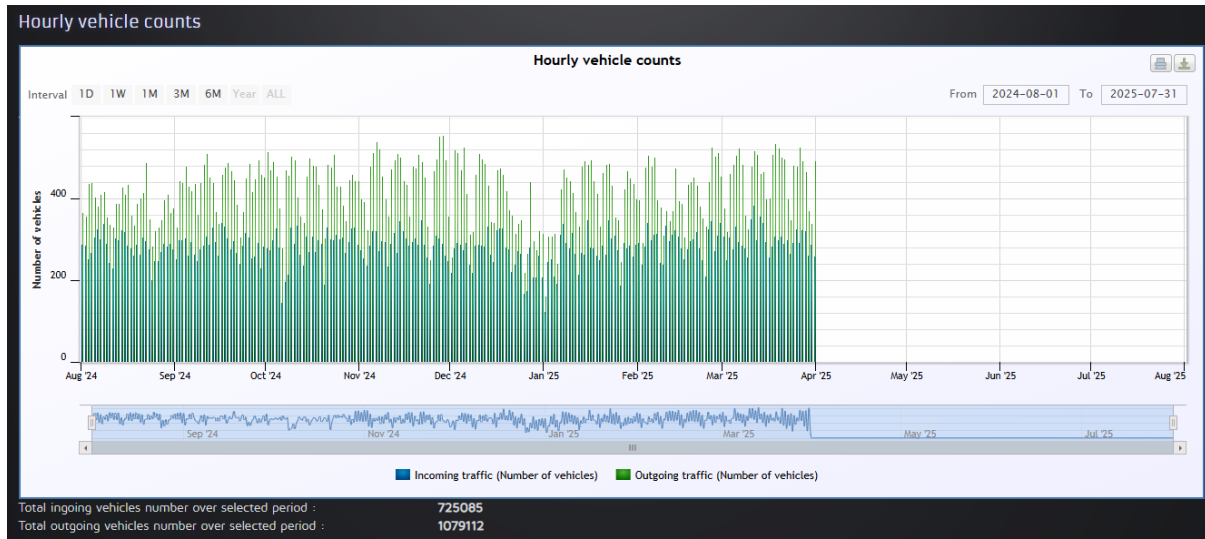 Hourly vehicle counts
Hourly vehicle counts
Interval 1D 1W 1M 3M 6M Year ALL From 2024-08-01 To 2025-07-31
Number of vehicles
400
200
0
Aug '24 Sep '24 Oct '24 Nov '24 Dec '24 Jan '25 Feb '25 Mar '25 Apr '25 May '25 Jun '25 Jul '25 Aug '25
Sep '24 Nov '24 Jan '25 Mar '25 May '25 Jul '25
Incoming traffic (Number of vehicles) Outgoing traffic (Number of vehicles)
Total ingoing vehicles number over selected period : 725085
Total outgoing vehicles number over selected period : 1079112